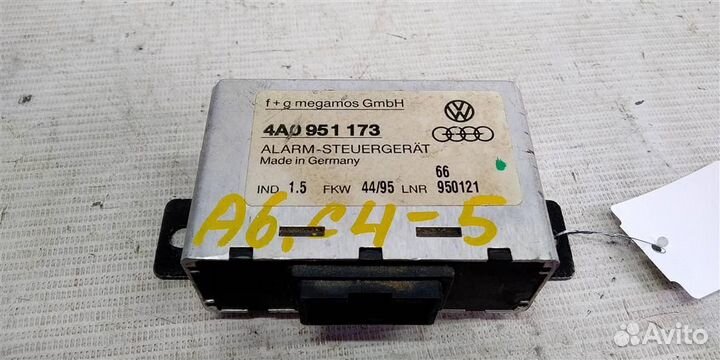 f+g megamos GmbH
4A0 951 173
ALARM-STEUERGERÄT
Made in Germany
66
IND 1.5 FKW 44/95 LNR 950121
A6.C4-5
Avito